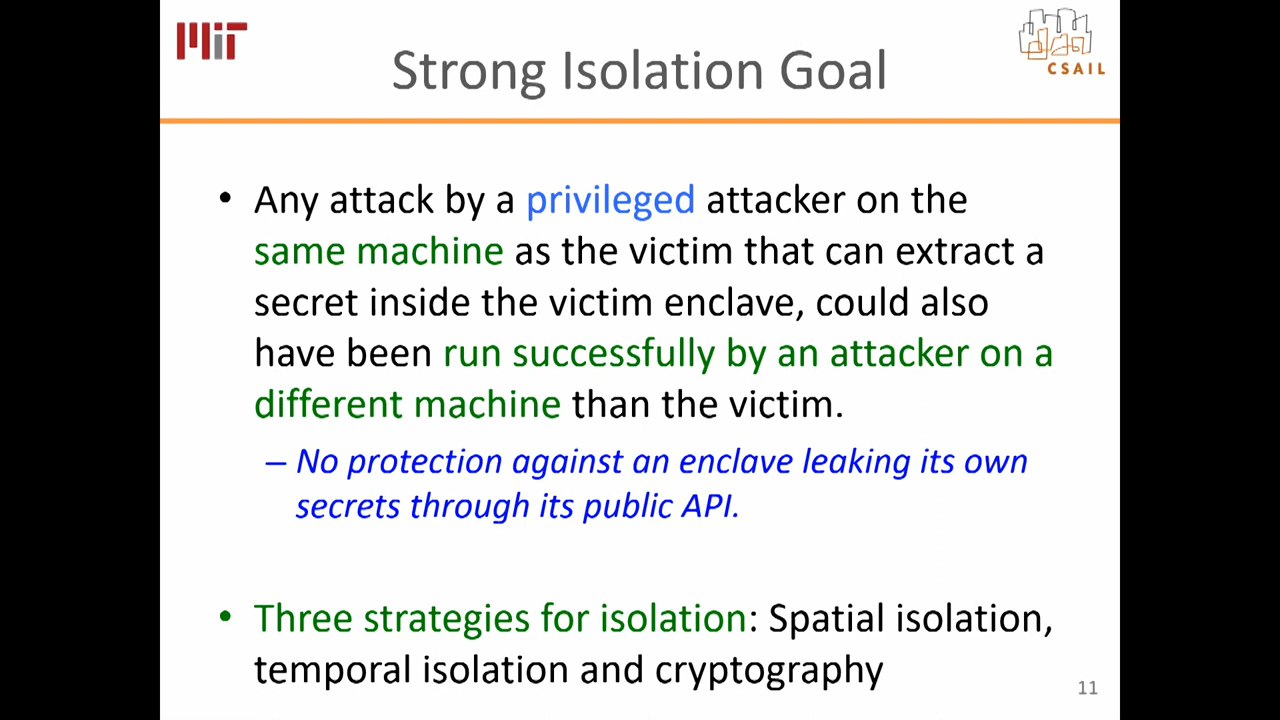 MIT
CSAIL
Strong Isolation Goal
• Any attack by a privileged attacker on the
same machine as the victim that can extract a
secret inside the victim enclave, could also
have been run successfully by an attacker on a
different machine than the victim.
– No protection against an enclave leaking its own
secrets through its public API.
• Three strategies for isolation: Spatial isolation,
temporal isolation and cryptography
11